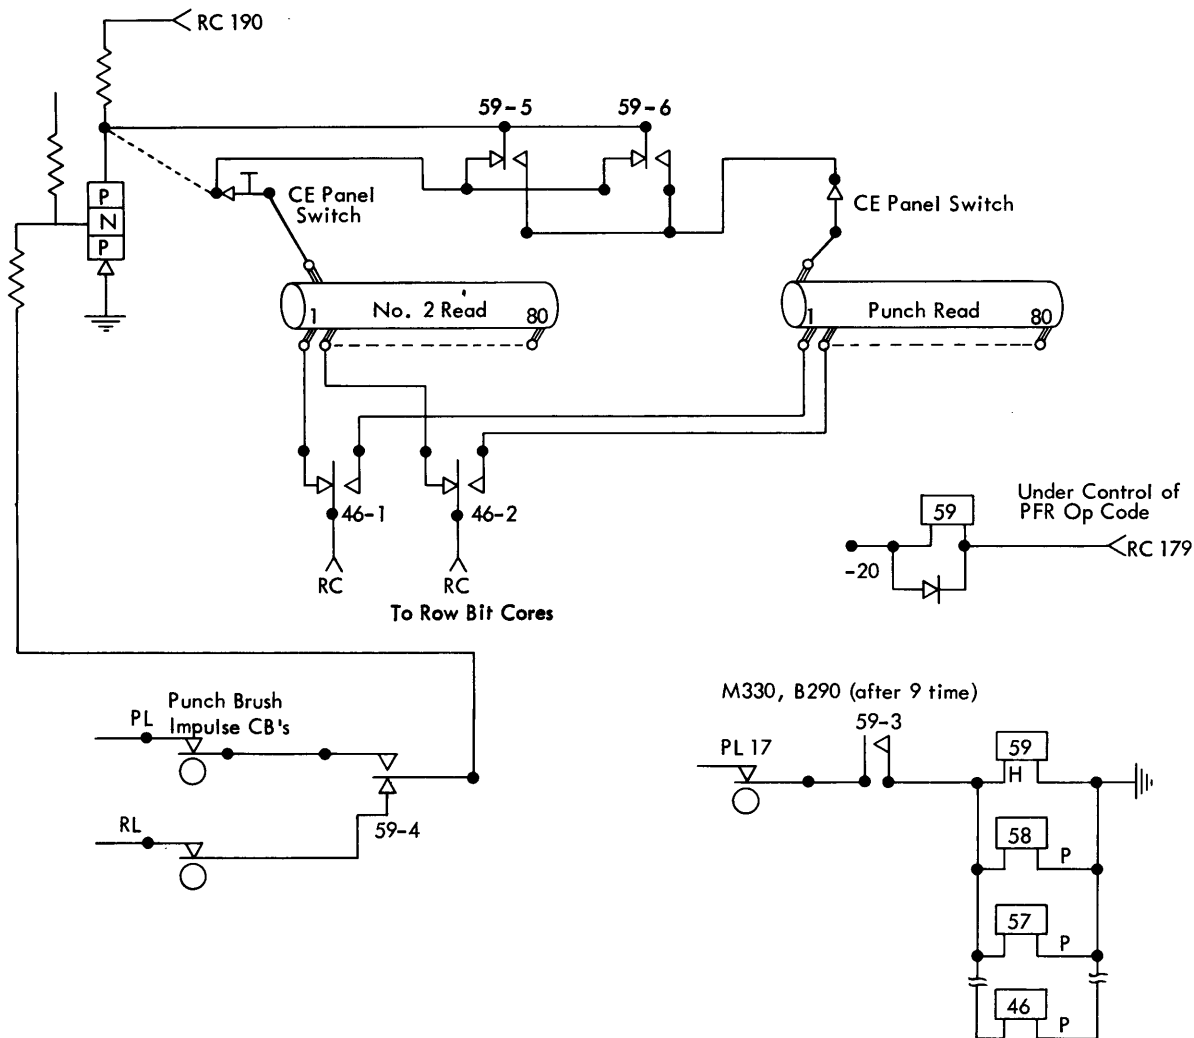 RC 190
59-5
59-6
P
N
P
CE Panel
Switch
CE Panel Switch
1
No. 2 Read
80
1
Punch Read
80
46-1
46-2
RC
RC
To Row Bit Cores
Under Control of
PFR Op Code
59
-20
RC 179
Punch Brush
Impulse CB's
PL
59-4
RL
M330, B290 (after 9 time)
59-3
PL 17
59
H
58
P
57
P
46
P